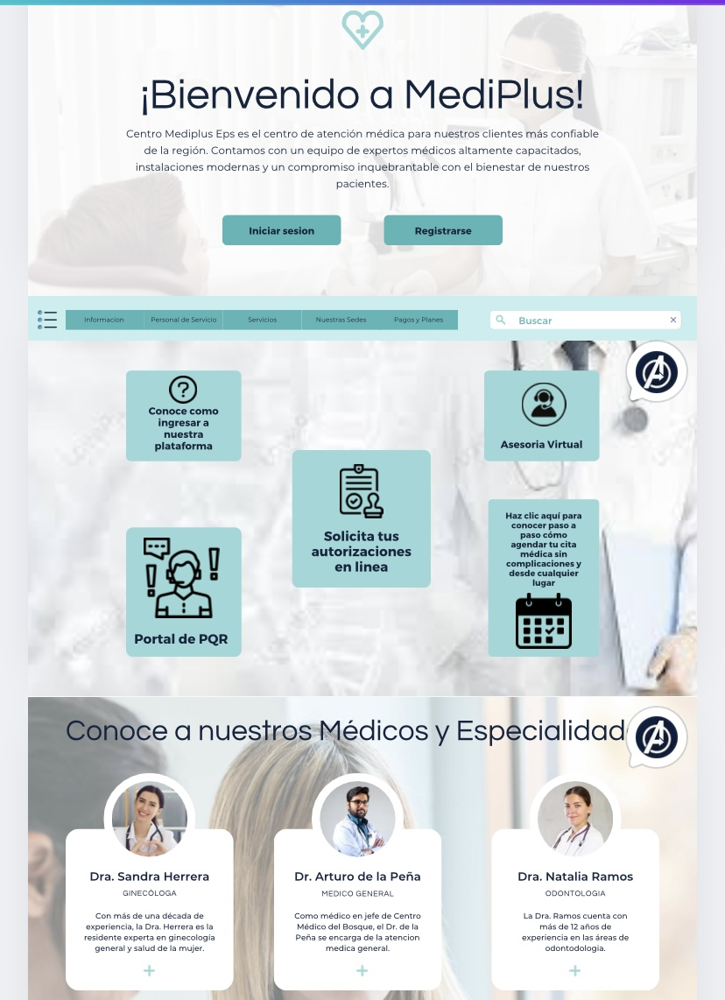 ¡Bienvenido a MediPlus!
Centro Mediplus Eps es el centro de atención médica para nuestros clientes más confiable
de la región. Contamos con un equipo de expertos médicos altamente capacitados,
instalaciones modernas y un compromiso inquebrantable con el bienestar de nuestros
pacientes.
Iniciar sesion
Registrarse
Informacion
Personal de Servicio
Servicios
Nuestras Sedes
Pagos y Planes
Buscar
Conoce como
ingresar a
nuestra
plataforma
Asesoria Virtual
Solicita tus
autorizaciones
en linea
Haz clic aquí para
conocer paso a
paso cómo
agendar tu cita
médica sin
complicaciones y
desde cualquier
lugar
Portal de PQR
Conoce a nuestros Médicos y Especialidad
Dra. Sandra Herrera
GINECÓLOGA
Con más de una década de
experiencia, la Dra. Herrera es la
residente experta en ginecología
general y salud de la mujer.
Dr. Arturo de la Peña
MEDICO GENERAL
Como médico en jefe de Centro
Médico del Bosque, el Dr. de la
Peña se encarga de la atencion
medica general.
Dra. Natalia Ramos
ODONTOLOGIA
La Dra. Ramos cuenta con
más de 12 años de
experiencia en las áreas de
odontodologia.